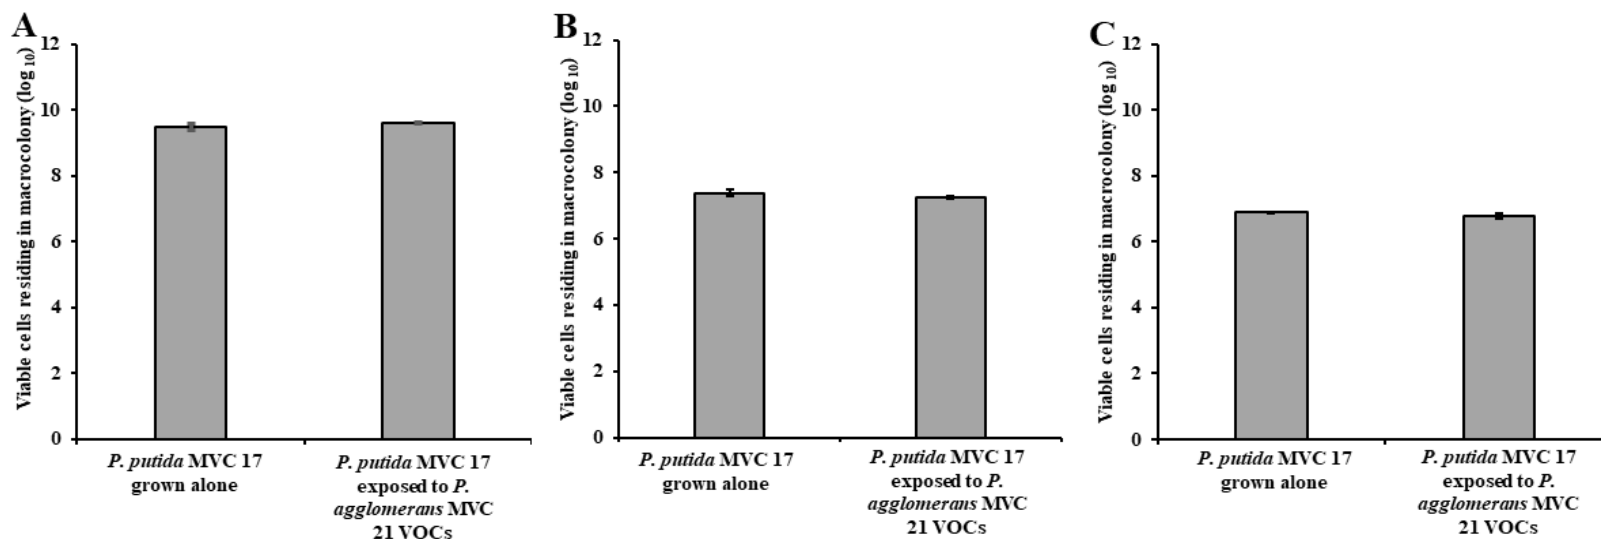 A
Viable cells residing in macrocolony (log 10)
12
10
8
6
4
2
0
P. putida MVC 17
grown alone
P. putida MVC 17
exposed to P.
agglomerans MVC
21 VOCs
B
Viable cells residing in macrocolony (log 10)
12
10
8
6
4
2
0
P. putida MVC 17
grown alone
P. putida MVC 17
exposed to P.
agglomerans MVC
21 VOCs
C
Viable cells residing in macrocolony (log 10)
12
10
8
6
4
2
0
P. putida MVC 17
grown alone
P. putida MVC 17
exposed to P.
agglomerans MVC
21 VOCs